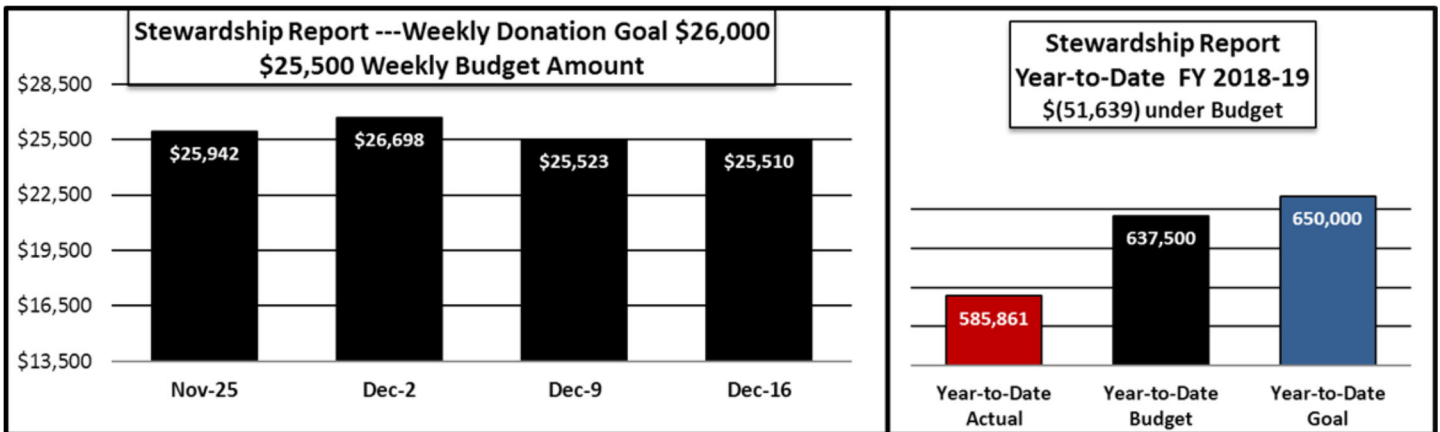 Stewardship Report ---Weekly Donation Goal $26,000
$25,500 Weekly Budget Amount
$28,500
$25,500
$22,500
$19,500
$16,500
$13,500
$25,942
$26,698
$25,523
$25,510
Nov-25
Dec-2
Dec-9
Dec-16
Stewardship Report
Year-to-Date FY 2018-19
$(51,639) under Budget
585,861
637,500
650,000
Year-to-Date
Actual
Year-to-Date
Budget
Year-to-Date
Goal